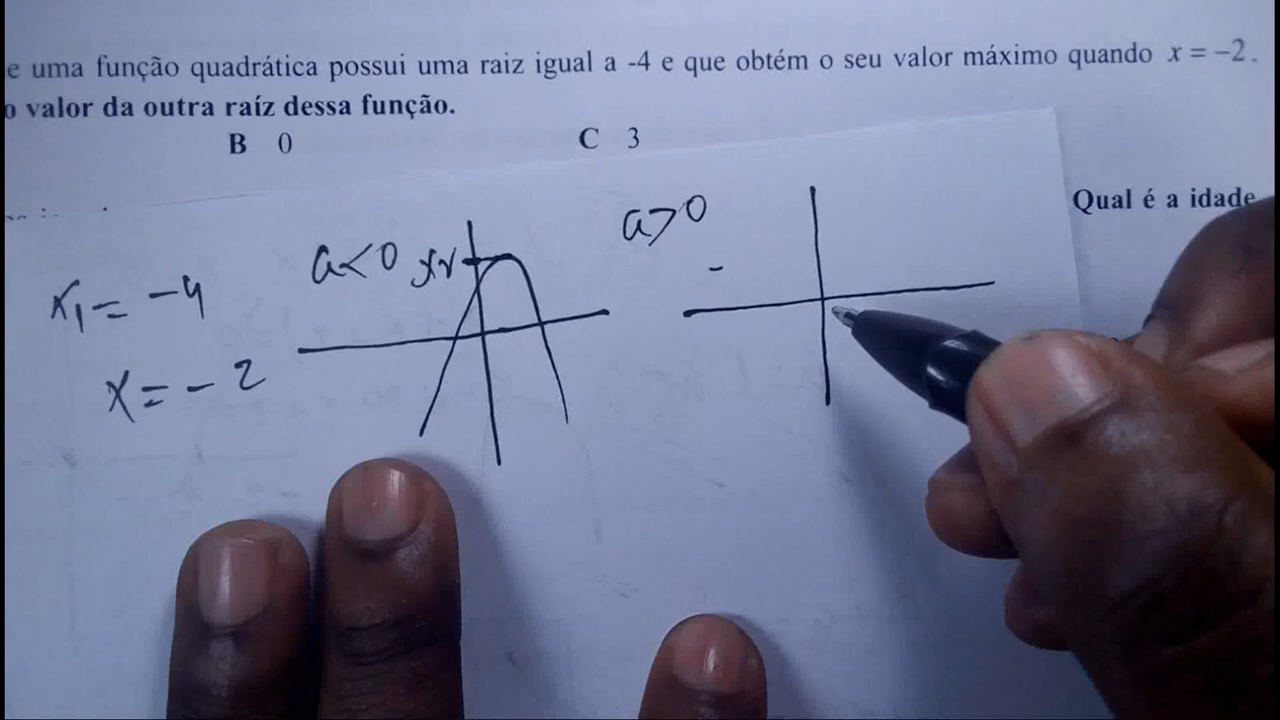 e uma função quadrática possui uma raiz igual a -4 e que obtém o seu valor máximo quando x = −2.
o valor da outra raíz dessa função.
B 0 C 3
Qual é a idade
a<0 a>0
x₁ = -4
x = - 2